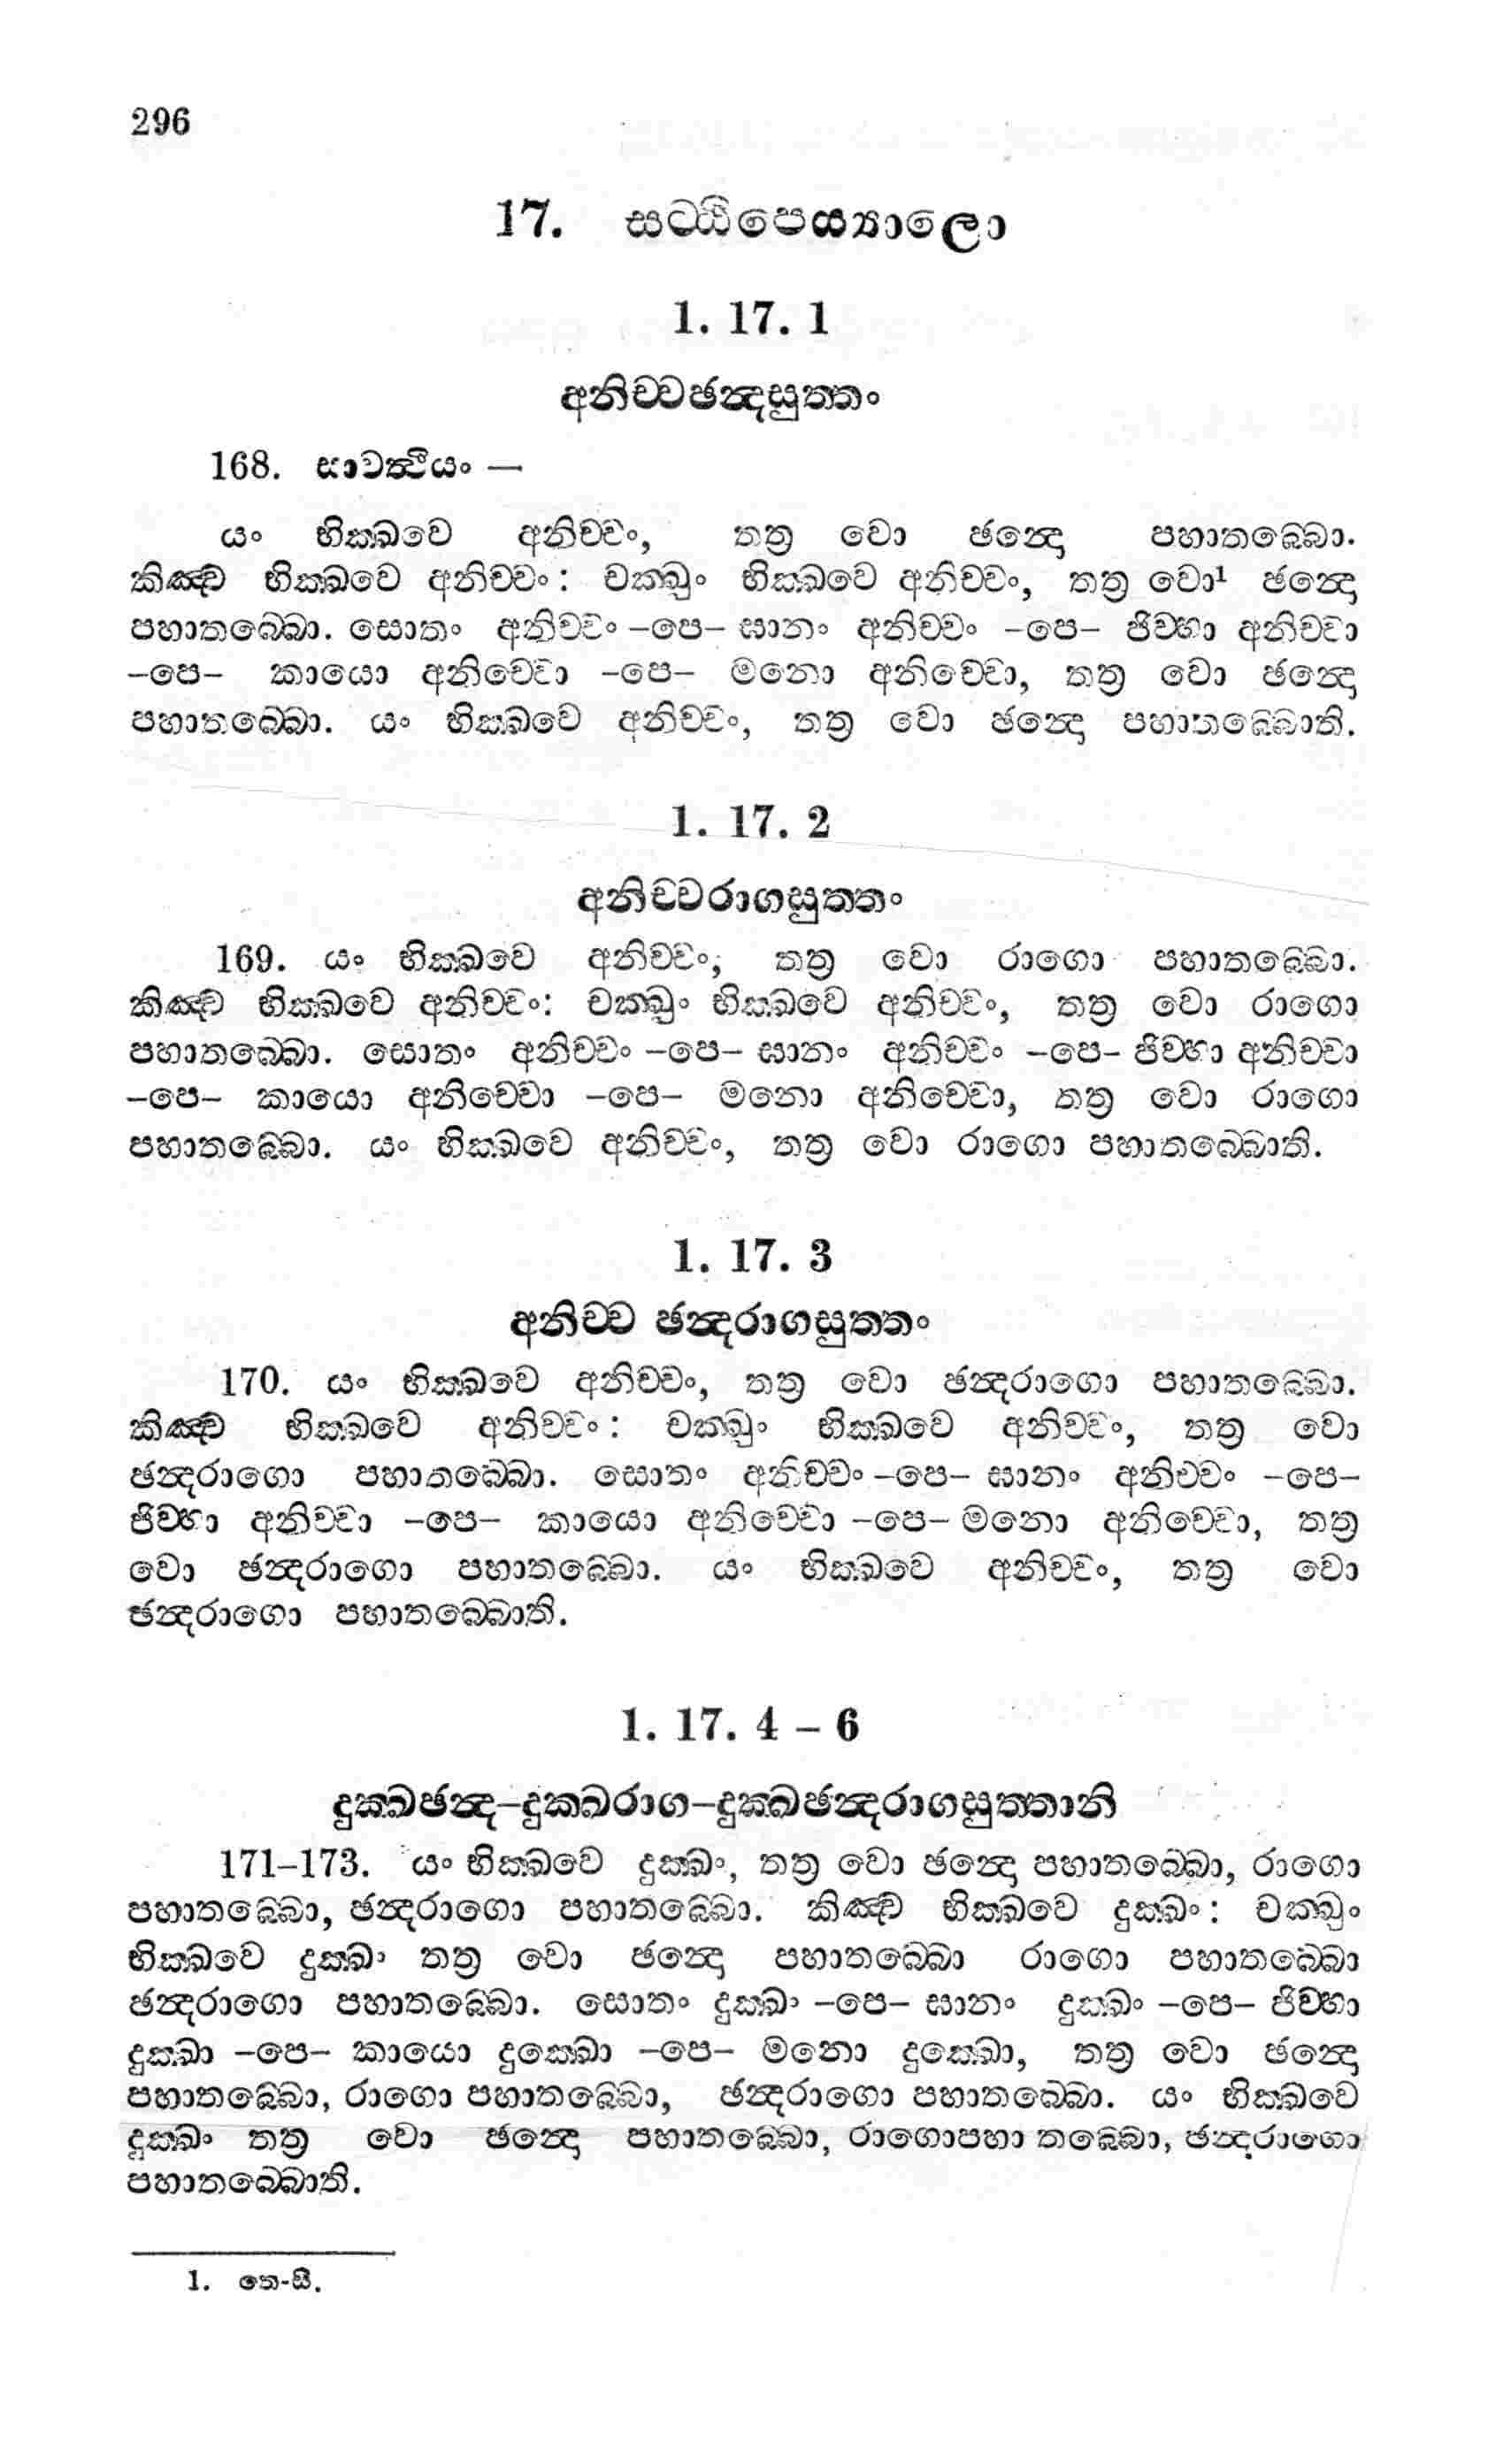 296
17. සට්ඨිපෙය්‍යාලො
1. 17. 1
අනිච්චඡන්දසුත්තං
168. සාවත්ථියං —
යං භික්ඛවෙ අනිච්චං, තත්‍ර වො ඡන්දො පහාතබ්බො.
කිඤ්ච භික්ඛවෙ අනිච්චං: චක්ඛුං භික්ඛවෙ අනිච්චං, තත්‍ර වො¹ ඡන්දො
පහාතබ්බො. සොතං අනිච්චං –පෙ– ඝානං අනිච්චං –පෙ– ජිව්හා අනිච්චා
–පෙ– කායො අනිච්චො –පෙ– මනො අනිච්චො, තත්‍ර වො ඡන්දො
පහාතබ්බො. යං භික්ඛවෙ අනිච්චං, තත්‍ර වො ඡන්දො පහාතබ්බොති.
1. 17. 2
අනිච්චරාගසුත්තං
169. යං භික්ඛවෙ අනිච්චං, තත්‍ර වො රාගො පහාතබ්බො.
කිඤ්ච භික්ඛවෙ අනිච්චං: චක්ඛුං භික්ඛවෙ අනිච්චං, තත්‍ර වො රාගො
පහාතබ්බො. සොතං අනිච්චං –පෙ– ඝානං අනිච්චං –පෙ– ජිව්හා අනිච්චා
–පෙ– කායො අනිච්චො –පෙ– මනො අනිච්චො, තත්‍ර වො රාගො
පහාතබ්බො. යං භික්ඛවෙ අනිච්චං, තත්‍ර වො රාගො පහාතබ්බොති.
1. 17. 3
අනිච්ච ඡන්දරාගසුත්තං
170. යං භික්ඛවෙ අනිච්චං, තත්‍ර වො ඡන්දරාගො පහාතබ්බො.
කිඤ්ච භික්ඛවෙ අනිච්චං: චක්ඛුං භික්ඛවෙ අනිච්චං, තත්‍ර වො
ඡන්දරාගො පහාතබ්බො. සොතං අනිච්චං –පෙ– ඝානං අනිච්චං –පෙ–
ජිව්හා අනිච්චා –පෙ– කායො අනිච්චො –පෙ– මනො අනිච්චො, තත්‍ර
වො ඡන්දරාගො පහාතබ්බො. යං භික්ඛවෙ අනිච්චං, තත්‍ර වො
ඡන්දරාගො පහාතබ්බොති.
1. 17. 4 – 6
දුක්ඛඡන්ද–දුක්ඛරාග–දුක්ඛඡන්දරාගසුත්තානි
171–173. යං භික්ඛවෙ දුක්ඛං, තත්‍ර වො ඡන්දො පහාතබ්බො, රාගො
පහාතබ්බො, ඡන්දරාගො පහාතබ්බො. කිඤ්ච භික්ඛවෙ දුක්ඛං: චක්ඛුං
භික්ඛවෙ දුක්ඛං තත්‍ර වො ඡන්දො පහාතබ්බො රාගො පහාතබ්බො
ඡන්දරාගො පහාතබ්බො. සොතං දුක්ඛං –පෙ– ඝානං දුක්ඛං –පෙ– ජිව්හා
දුක්ඛා –පෙ– කායො දුක්ඛො –පෙ– මනො දුක්ඛො, තත්‍ර වො ඡන්දො
පහාතබ්බො, රාගො පහාතබ්බො, ඡන්දරාගො පහාතබ්බො. යං භික්ඛවෙ
දුක්ඛං තත්‍ර වො ඡන්දො පහාතබ්බො, රාගොපහා තබ්බො, ඡන්දරාගො
පහාතබ්බොති.
1. තෙ-සී.